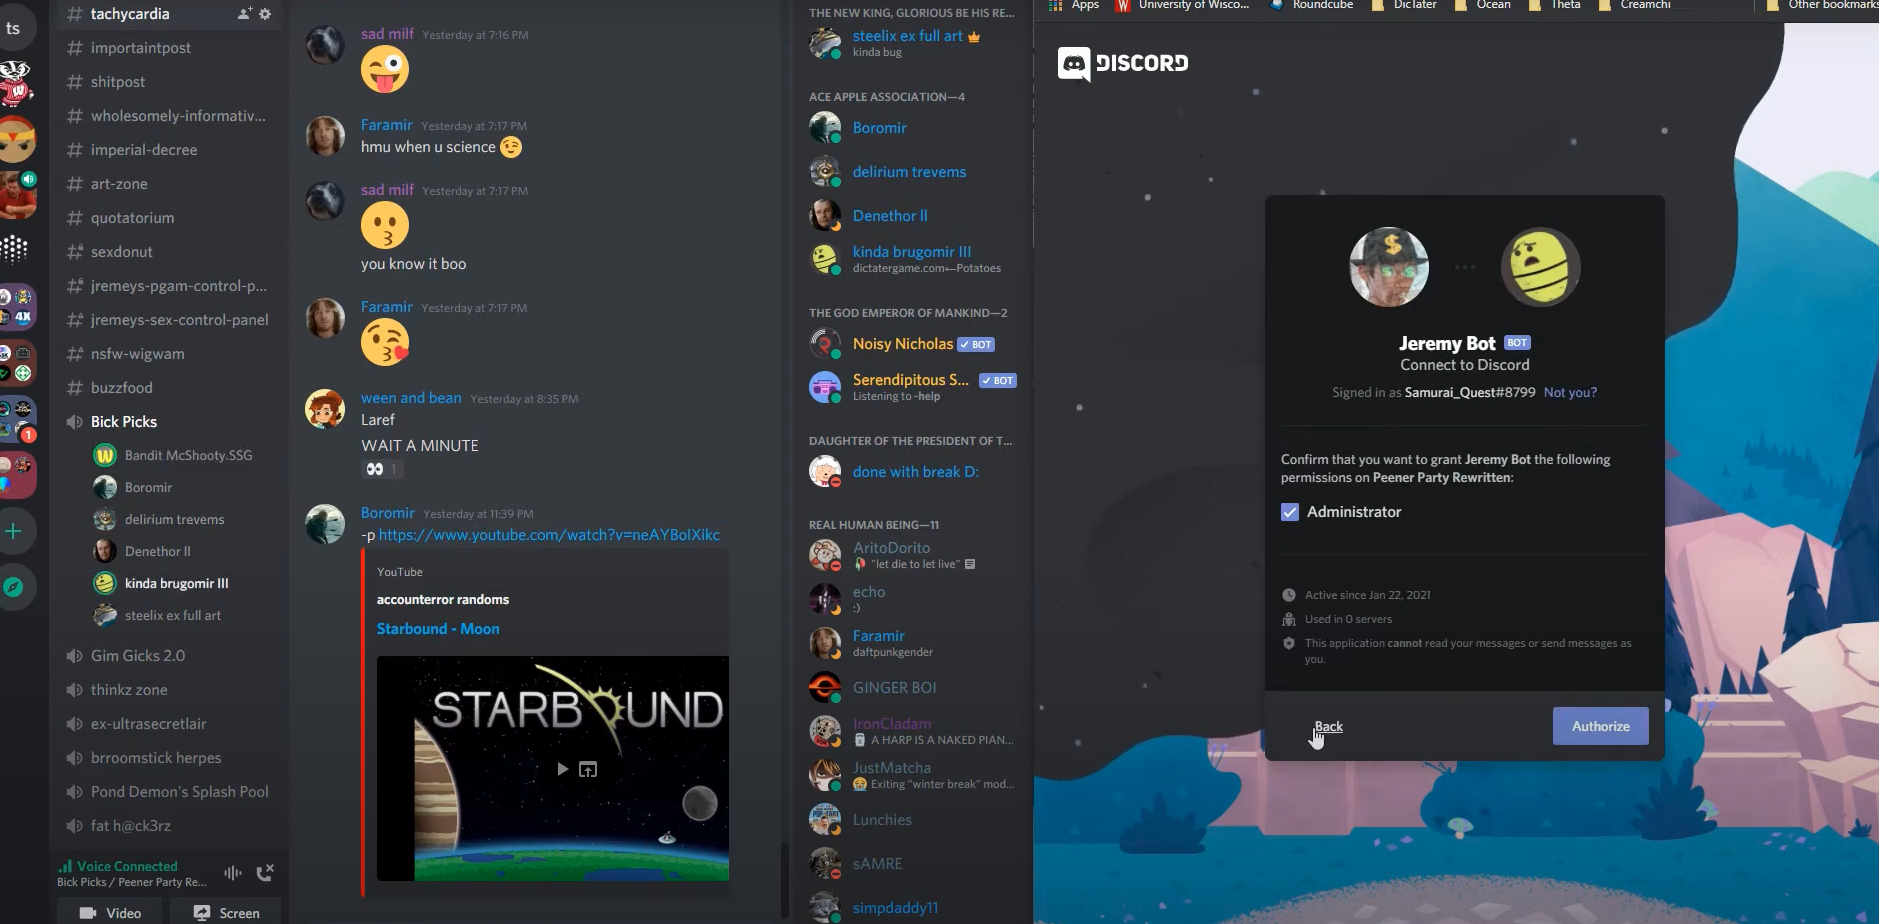 ts
4X
1
# tachycardia
# importaintpost
# shitpost
# wholesomely-informativ...
# imperial-decree
# art-zone
# quotatorium
# sexdonut
# jremeys-pgam-control-p...
# jremeys-sex-control-panel
# nsfw-wigwam
# buzzfood
Bick Picks
Bandit McShooty.SSG
Boromir
delirium trevems
Denethor II
kinda brugomir III
steelix ex full art
Gim Gicks 2.0
thinkz zone
ex-ultrasecretlair
brroomstick herpes
Pond Demon's Splash Pool
fat h@ck3rz
Voice Connected
Bick Picks / Peener Party Re...
Video
Screen
sad milf Yesterday at 7:16 PM
Faramir Yesterday at 7:17 PM
hmu when u science
sad milf Yesterday at 7:17 PM
you know it boo
Faramir Yesterday at 7:17 PM
ween and bean Yesterday at 8:35 PM
Laref
WAIT A MINUTE
1
Boromir Yesterday at 11:39 PM
-p https://www.youtube.com/watch?v=neAYBolXikc
YouTube
accounterror randoms
Starbound - Moon
STARBOUND
THE NEW KING, GLORIOUS BE HIS RE...
steelix ex full art
kinda bug
ACE APPLE ASSOCIATION—4
Boromir
delirium trevems
Denethor II
kinda brugomir III
dictatergame.com←Potatoes
THE GOD EMPEROR OF MANKIND—2
Noisy Nicholas BOT
Serendipitous S... BOT
Listening to -help
DAUGHTER OF THE PRESIDENT OF T...
done with break D:
REAL HUMAN BEING—11
AritoDorito
"let die to let live"
echo
:)
Faramir
daftpunkgender
GINGER BOI
IronCladam
A HARP IS A NAKED PIAN...
JustMatcha
Exiting "winter break" mod...
Lunchies
sAMRE
simpdaddy11
Apps
University of Wisco...
Roundcube
DicTater
Ocean
Theta
Creamchi
Other bookmarks
DISCORD
Jeremy Bot BOT
Connect to Discord
Signed in as Samurai_Quest#8799 Not you?
Confirm that you want to grant Jeremy Bot the following
permissions on Peener Party Rewritten:
Administrator
Active since Jan 22, 2021
Used in 0 servers
This application cannot read your messages or send messages as
you.
Back
Authorize